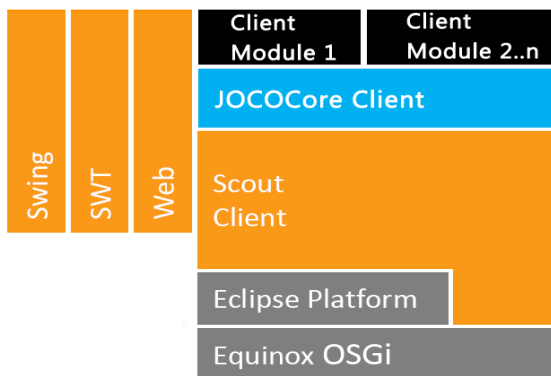 Swing
SWT
Web
Client
Module 1
Client
Module 2..n
JOCOCore Client
Scout
Client
Eclipse Platform
Equinox OSGi